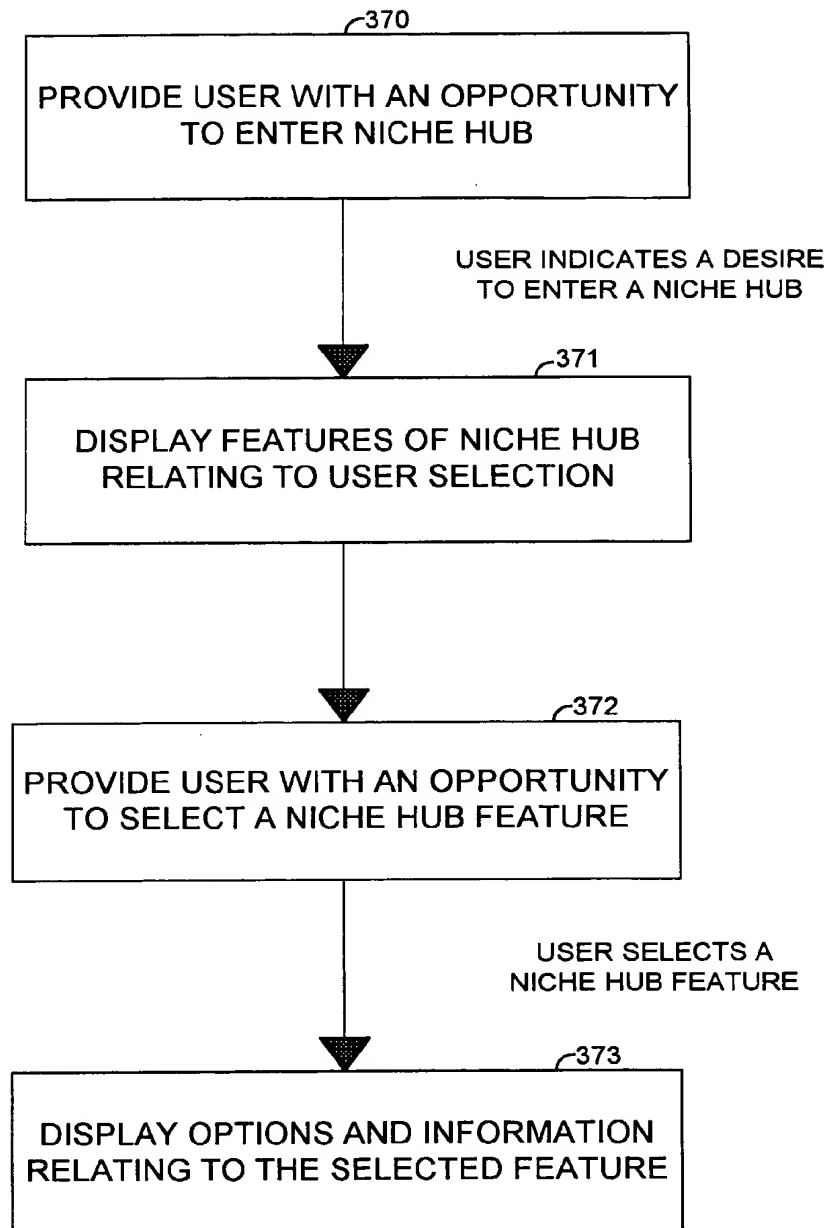 370
PROVIDE USER WITH AN OPPORTUNITY
TO ENTER NICHE HUB
USER INDICATES A DESIRE
TO ENTER A NICHE HUB
371
DISPLAY FEATURES OF NICHE HUB
RELATING TO USER SELECTION
372
PROVIDE USER WITH AN OPPORTUNITY
TO SELECT A NICHE HUB FEATURE
USER SELECTS A
NICHE HUB FEATURE
373
DISPLAY OPTIONS AND INFORMATION
RELATING TO THE SELECTED FEATURE